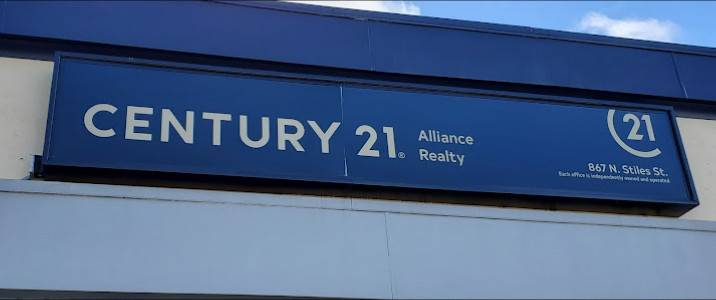 CENTURY 21® Alliance Realty
21
867 N. Stiles St.
Each office is independently owned and operated.